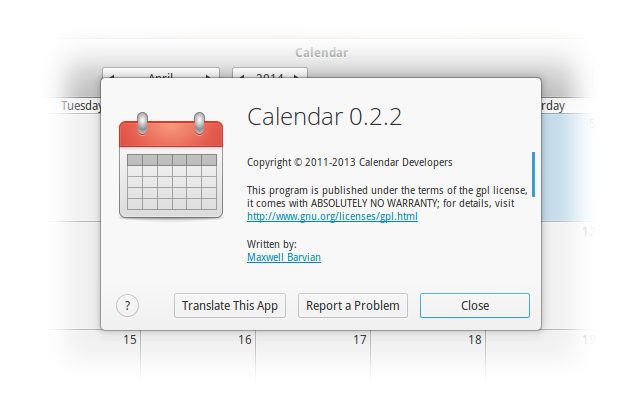 Calendar
April 2014
Tuesday
Calendar 0.2.2
Copyright © 2011-2013 Calendar Developers
This program is published under the terms of the gpl license,
it comes with ABSOLUTELY NO WARRANTY; for details, visit
http://www.gnu.org/licenses/gpl.html
Written by:
Maxwell Barvian
? Translate This App Report a Problem Close
5
12
15 16 17 18 19